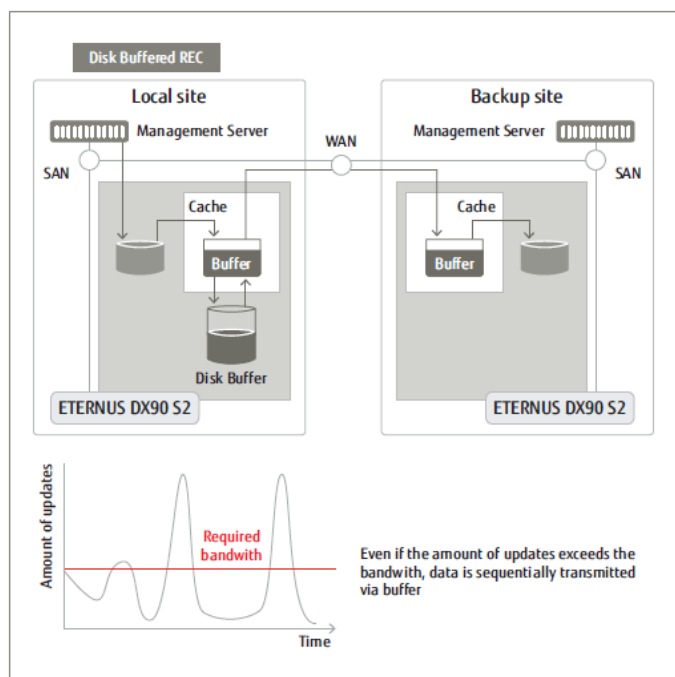 Disk Buffered REC
Local site
Backup site
Management Server
WAN
Management Server
SAN
SAN
Cache
Cache
Buffer
Buffer
Disk Buffer
ETERNUS DX90 S2
ETERNUS DX90 S2
Amount of updates
Required
bandwith
Time
Even if the amount of updates exceeds the
bandwith, data is sequentially transmitted
via buffer